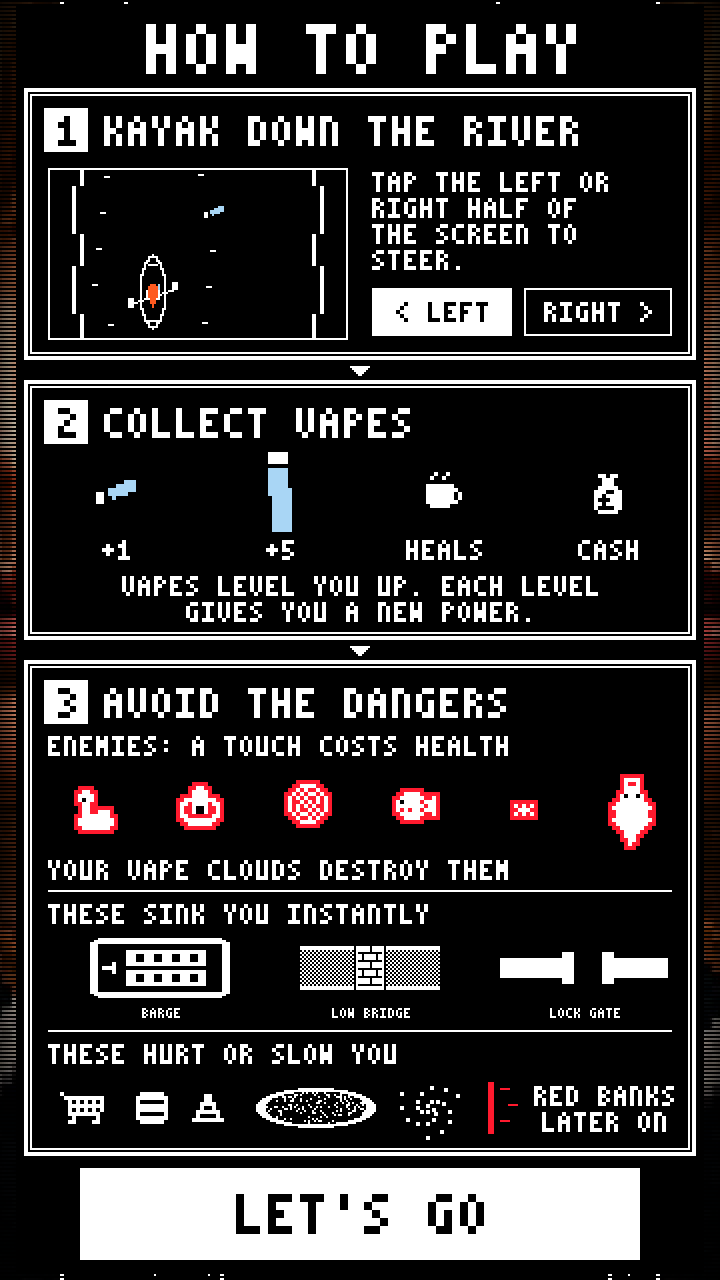 HOW TO PLAY
1 KAYAK DOWN THE RIVER
TAP THE LEFT OR
RIGHT HALF OF
THE SCREEN TO
STEER.
< LEFT
RIGHT >
2 COLLECT VAPES
£
+1
+5
HEALS
CASH
VAPES LEVEL YOU UP. EACH LEVEL
GIVES YOU A NEW POWER.
3 AVOID THE DANGERS
ENEMIES: A TOUCH COSTS HEALTH
YOUR VAPE CLOUDS DESTROY THEM
THESE SINK YOU INSTANTLY
BARGE
LOW BRIDGE
LOCK GATE
THESE HURT OR SLOW YOU
RED BANKS
LATER ON
LET'S GO